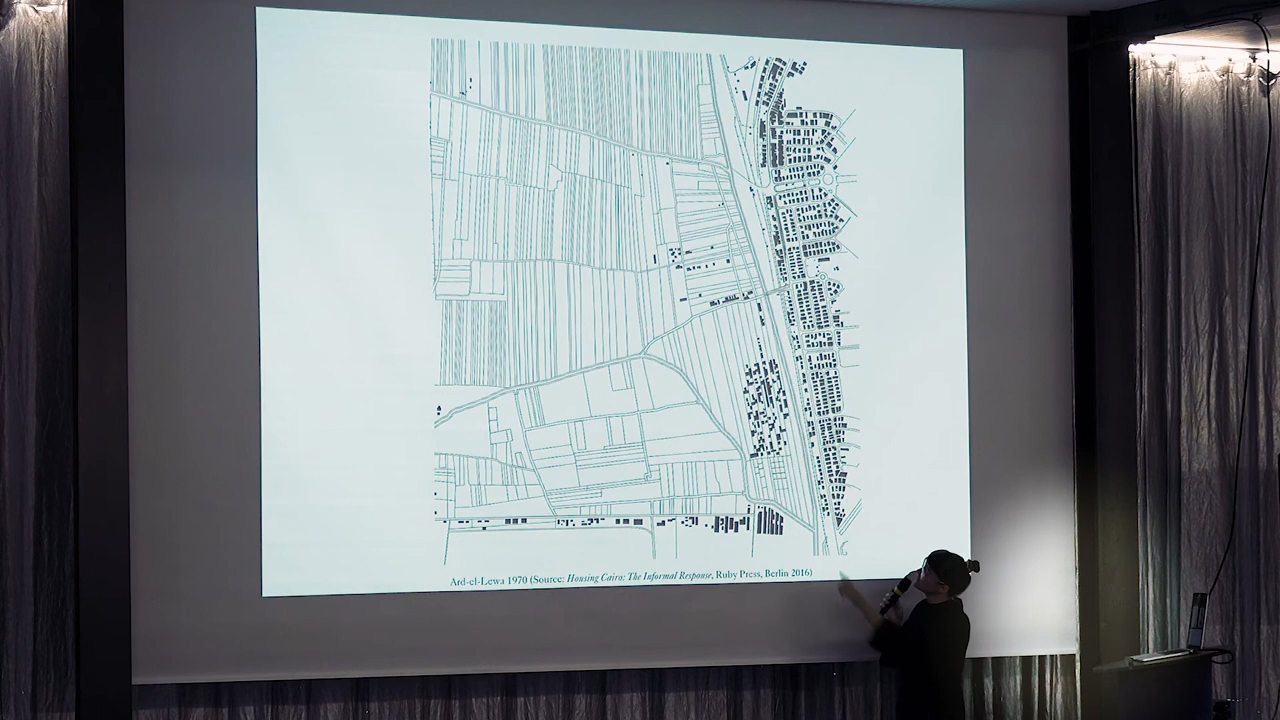 Ard-el-Lewa 1970 (Source: Housing Cairo: The Informal Response, Ruby Press, Berlin 2016)